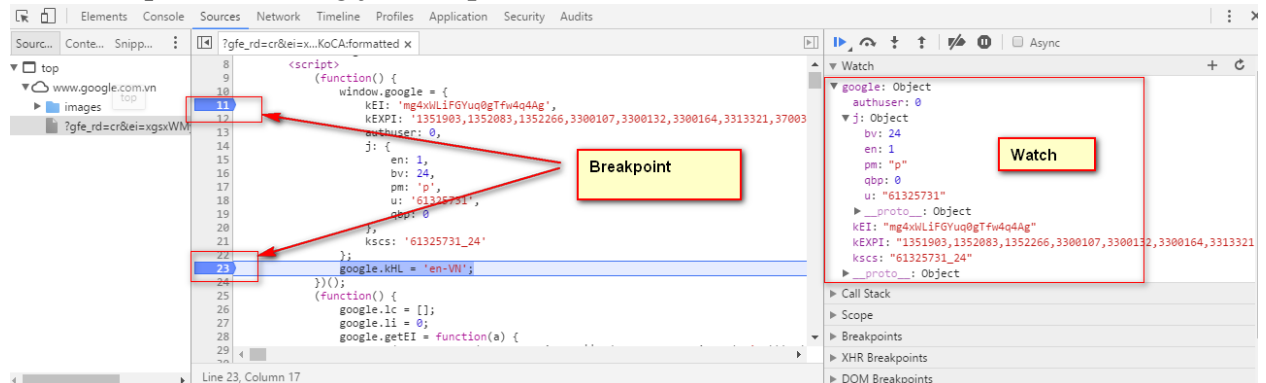 Elements Console Sources Network Timeline Profiles Application Security Audits
Sourc... Conte... Snipp...
?gfe_rd=cr&ei=x...KoCA:formatted ×
Async
top
www.google.com.vn
top
images
?gfe_rd=cr&ei=xgsxWM
8 <script>
9 (function() {
10 window.google = {
11 kEI: 'mg4xWLiFGYuq0gTfw4q4Ag',
12 kEXPI: '1351903,1352083,1352266,3300107,3300132,3300164,3313321,37003
13 authuser: 0,
14 j: {
15 en: 1,
16 bv: 24,
17 pm: 'p',
18 u: '61325731',
19 qbp: 0
20 },
21 kscs: '61325731_24'
22 };
23 google.kHL = 'en-VN';
24 })();
25 (function() {
26 google.lc = [];
27 google.li = 0;
28 google.getEI = function(a) {
29
Line 23, Column 17
Breakpoint
Watch
google: Object
authuser: 0
j: Object
bv: 24
en: 1
pm: "p"
qbp: 0
u: "61325731"
__proto__: Object
kEI: "mg4xWLiFGYuq0gTfw4q4Ag"
kEXPI: "1351903,1352083,1352266,3300107,3300132,3300164,3313321
kscs: "61325731_24"
__proto__: Object
Watch
Call Stack
Scope
Breakpoints
XHR Breakpoints
DOM Breakpoints